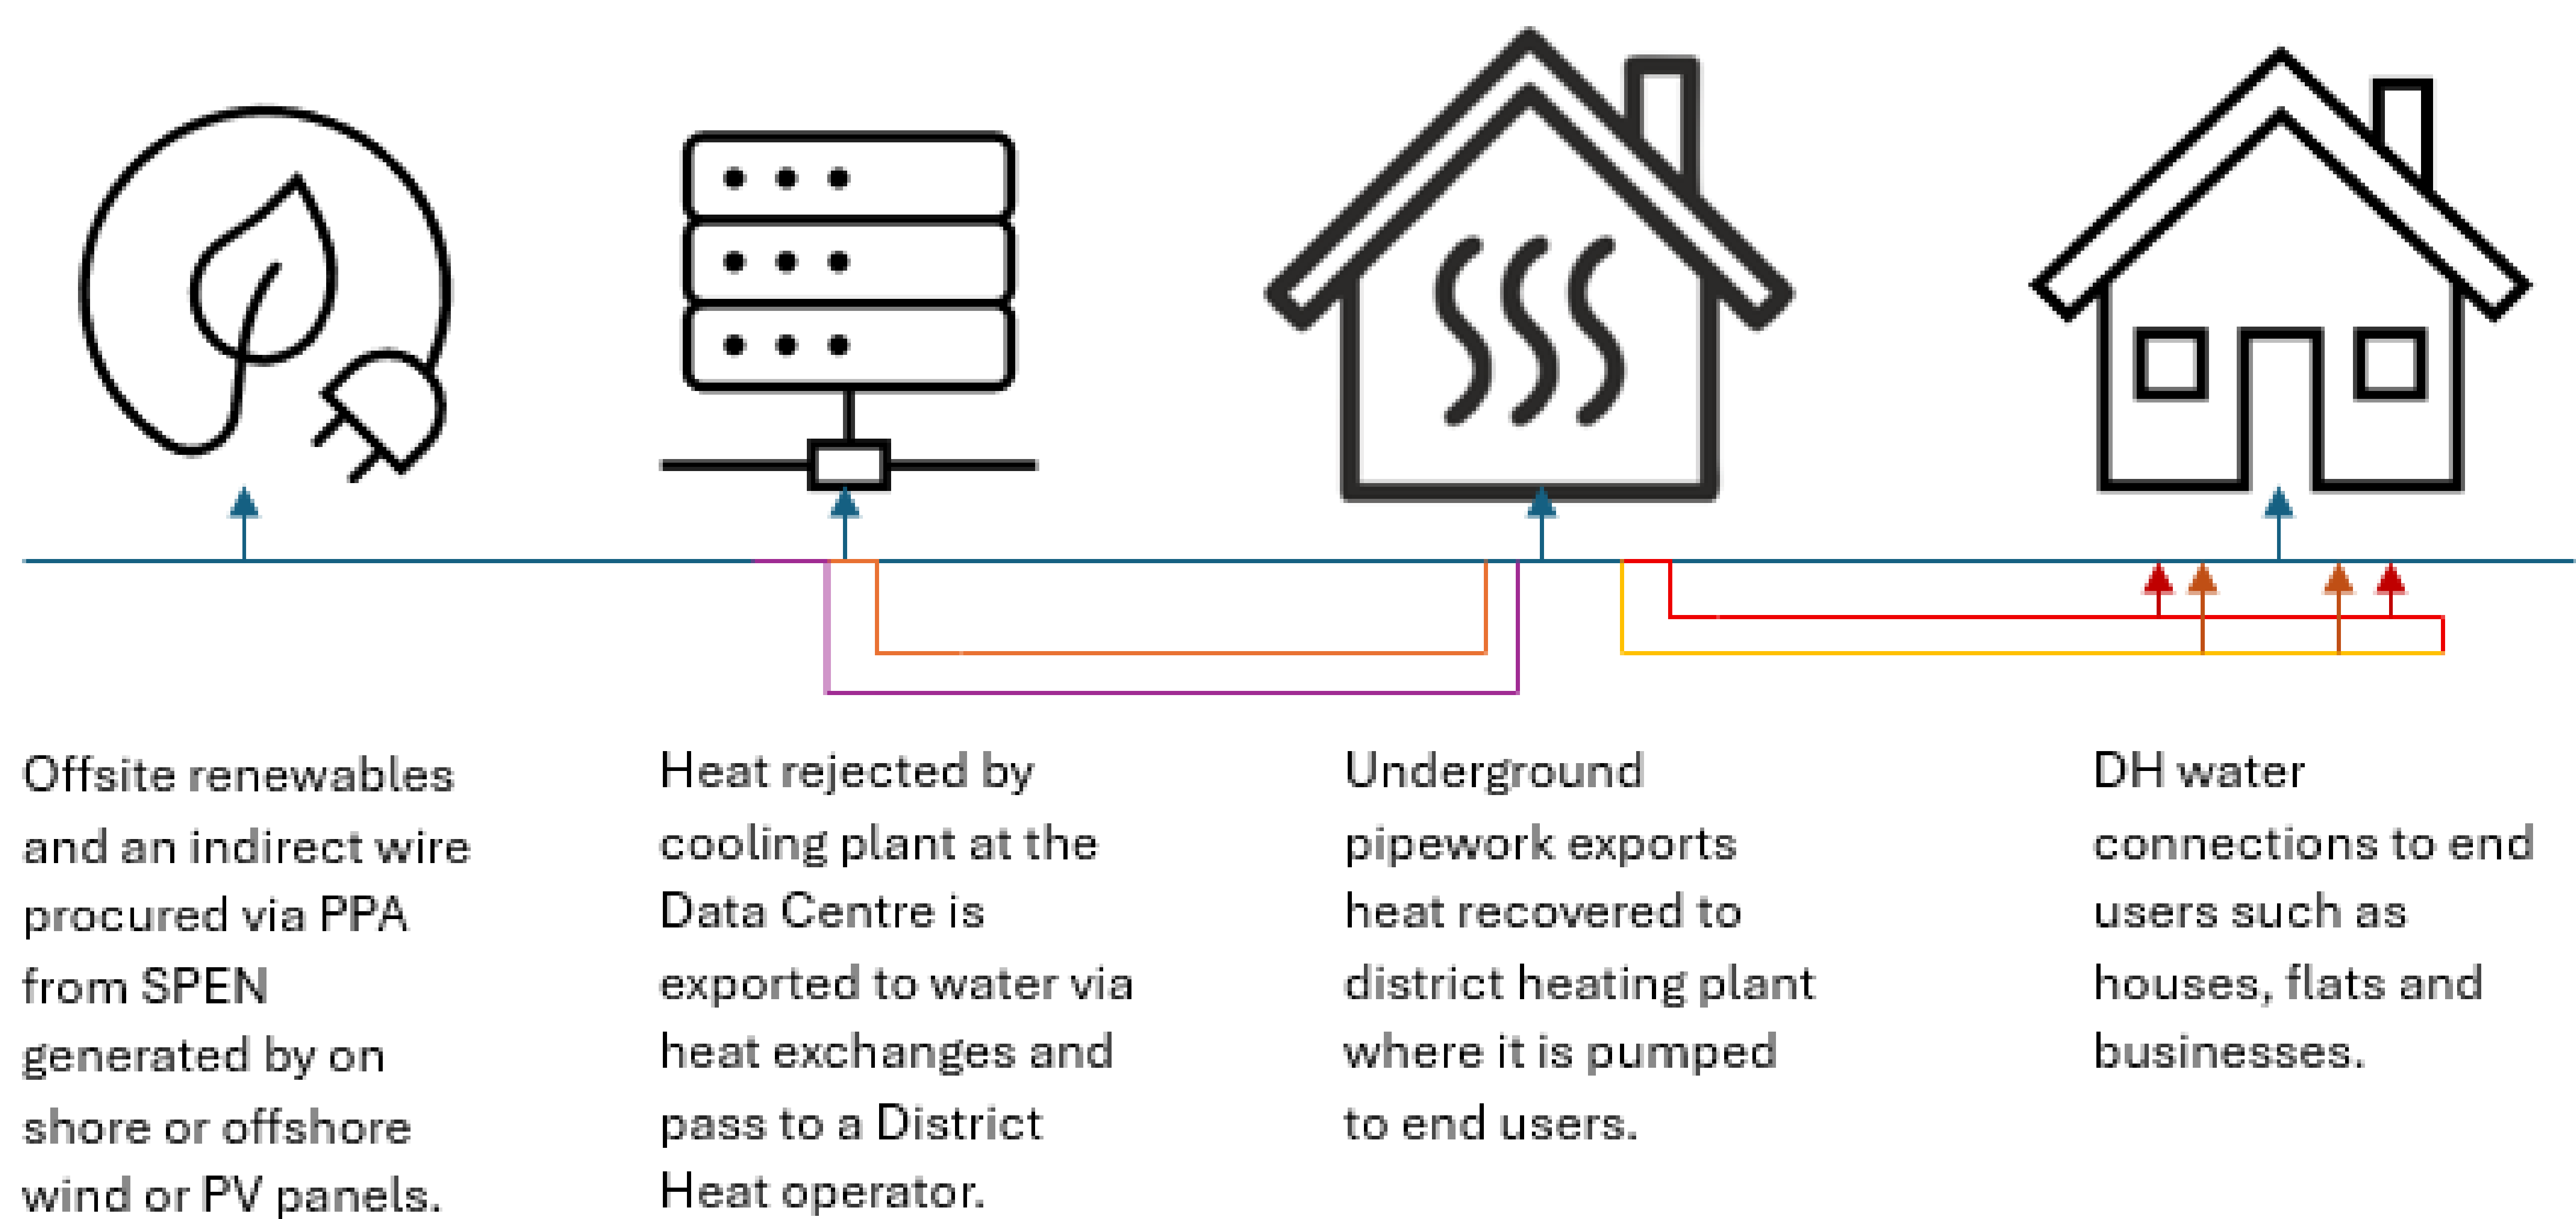 Offsite renewables
and an indirect wire
procured via PPA
from SPEN
generated by on
shore or offshore
wind or PV panels.
Heat rejected by
cooling plant at the
Data Centre is
exported to water via
heat exchanges and
pass to a District
Heat operator.
Underground
pipework exports
heat recovered to
district heating plant
where it is pumped
to end users.
DH water
connections to end
users such as
houses, flats and
businesses.